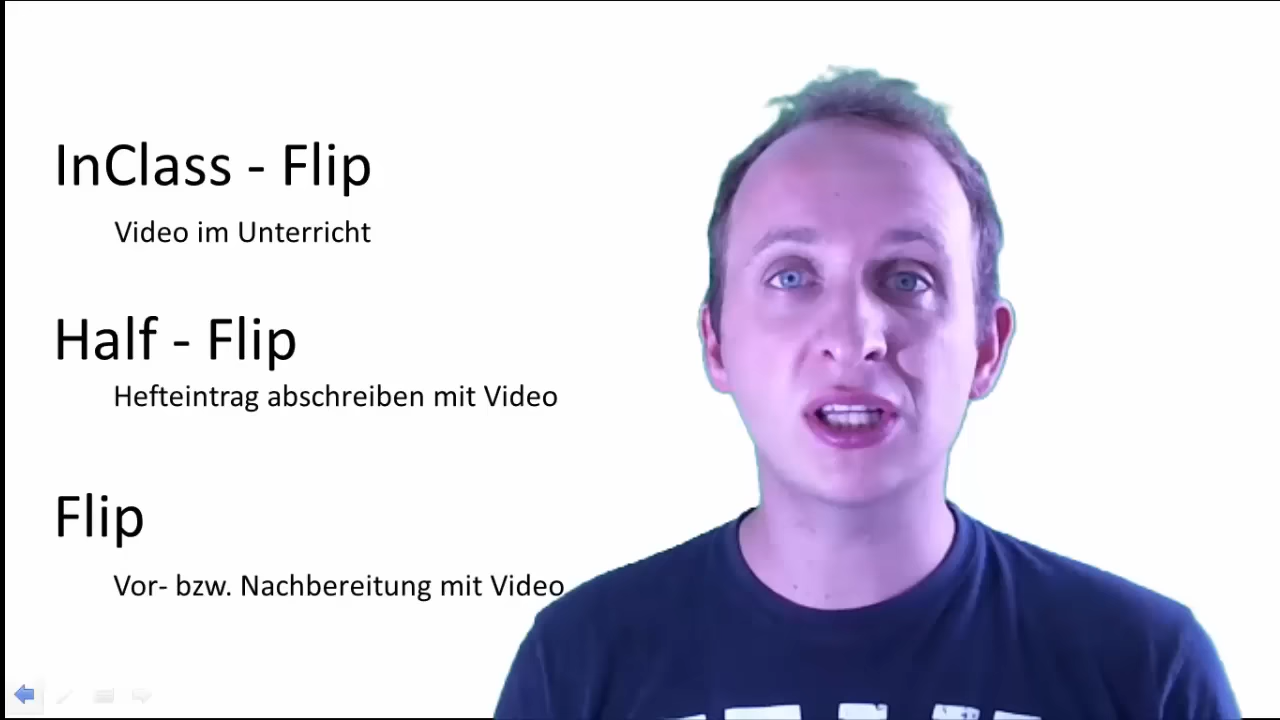 InClass - Flip
Video im Unterricht
Half - Flip
Hefteintrag abschreiben mit Video
Flip
Vor- bzw. Nachbereitung mit Video